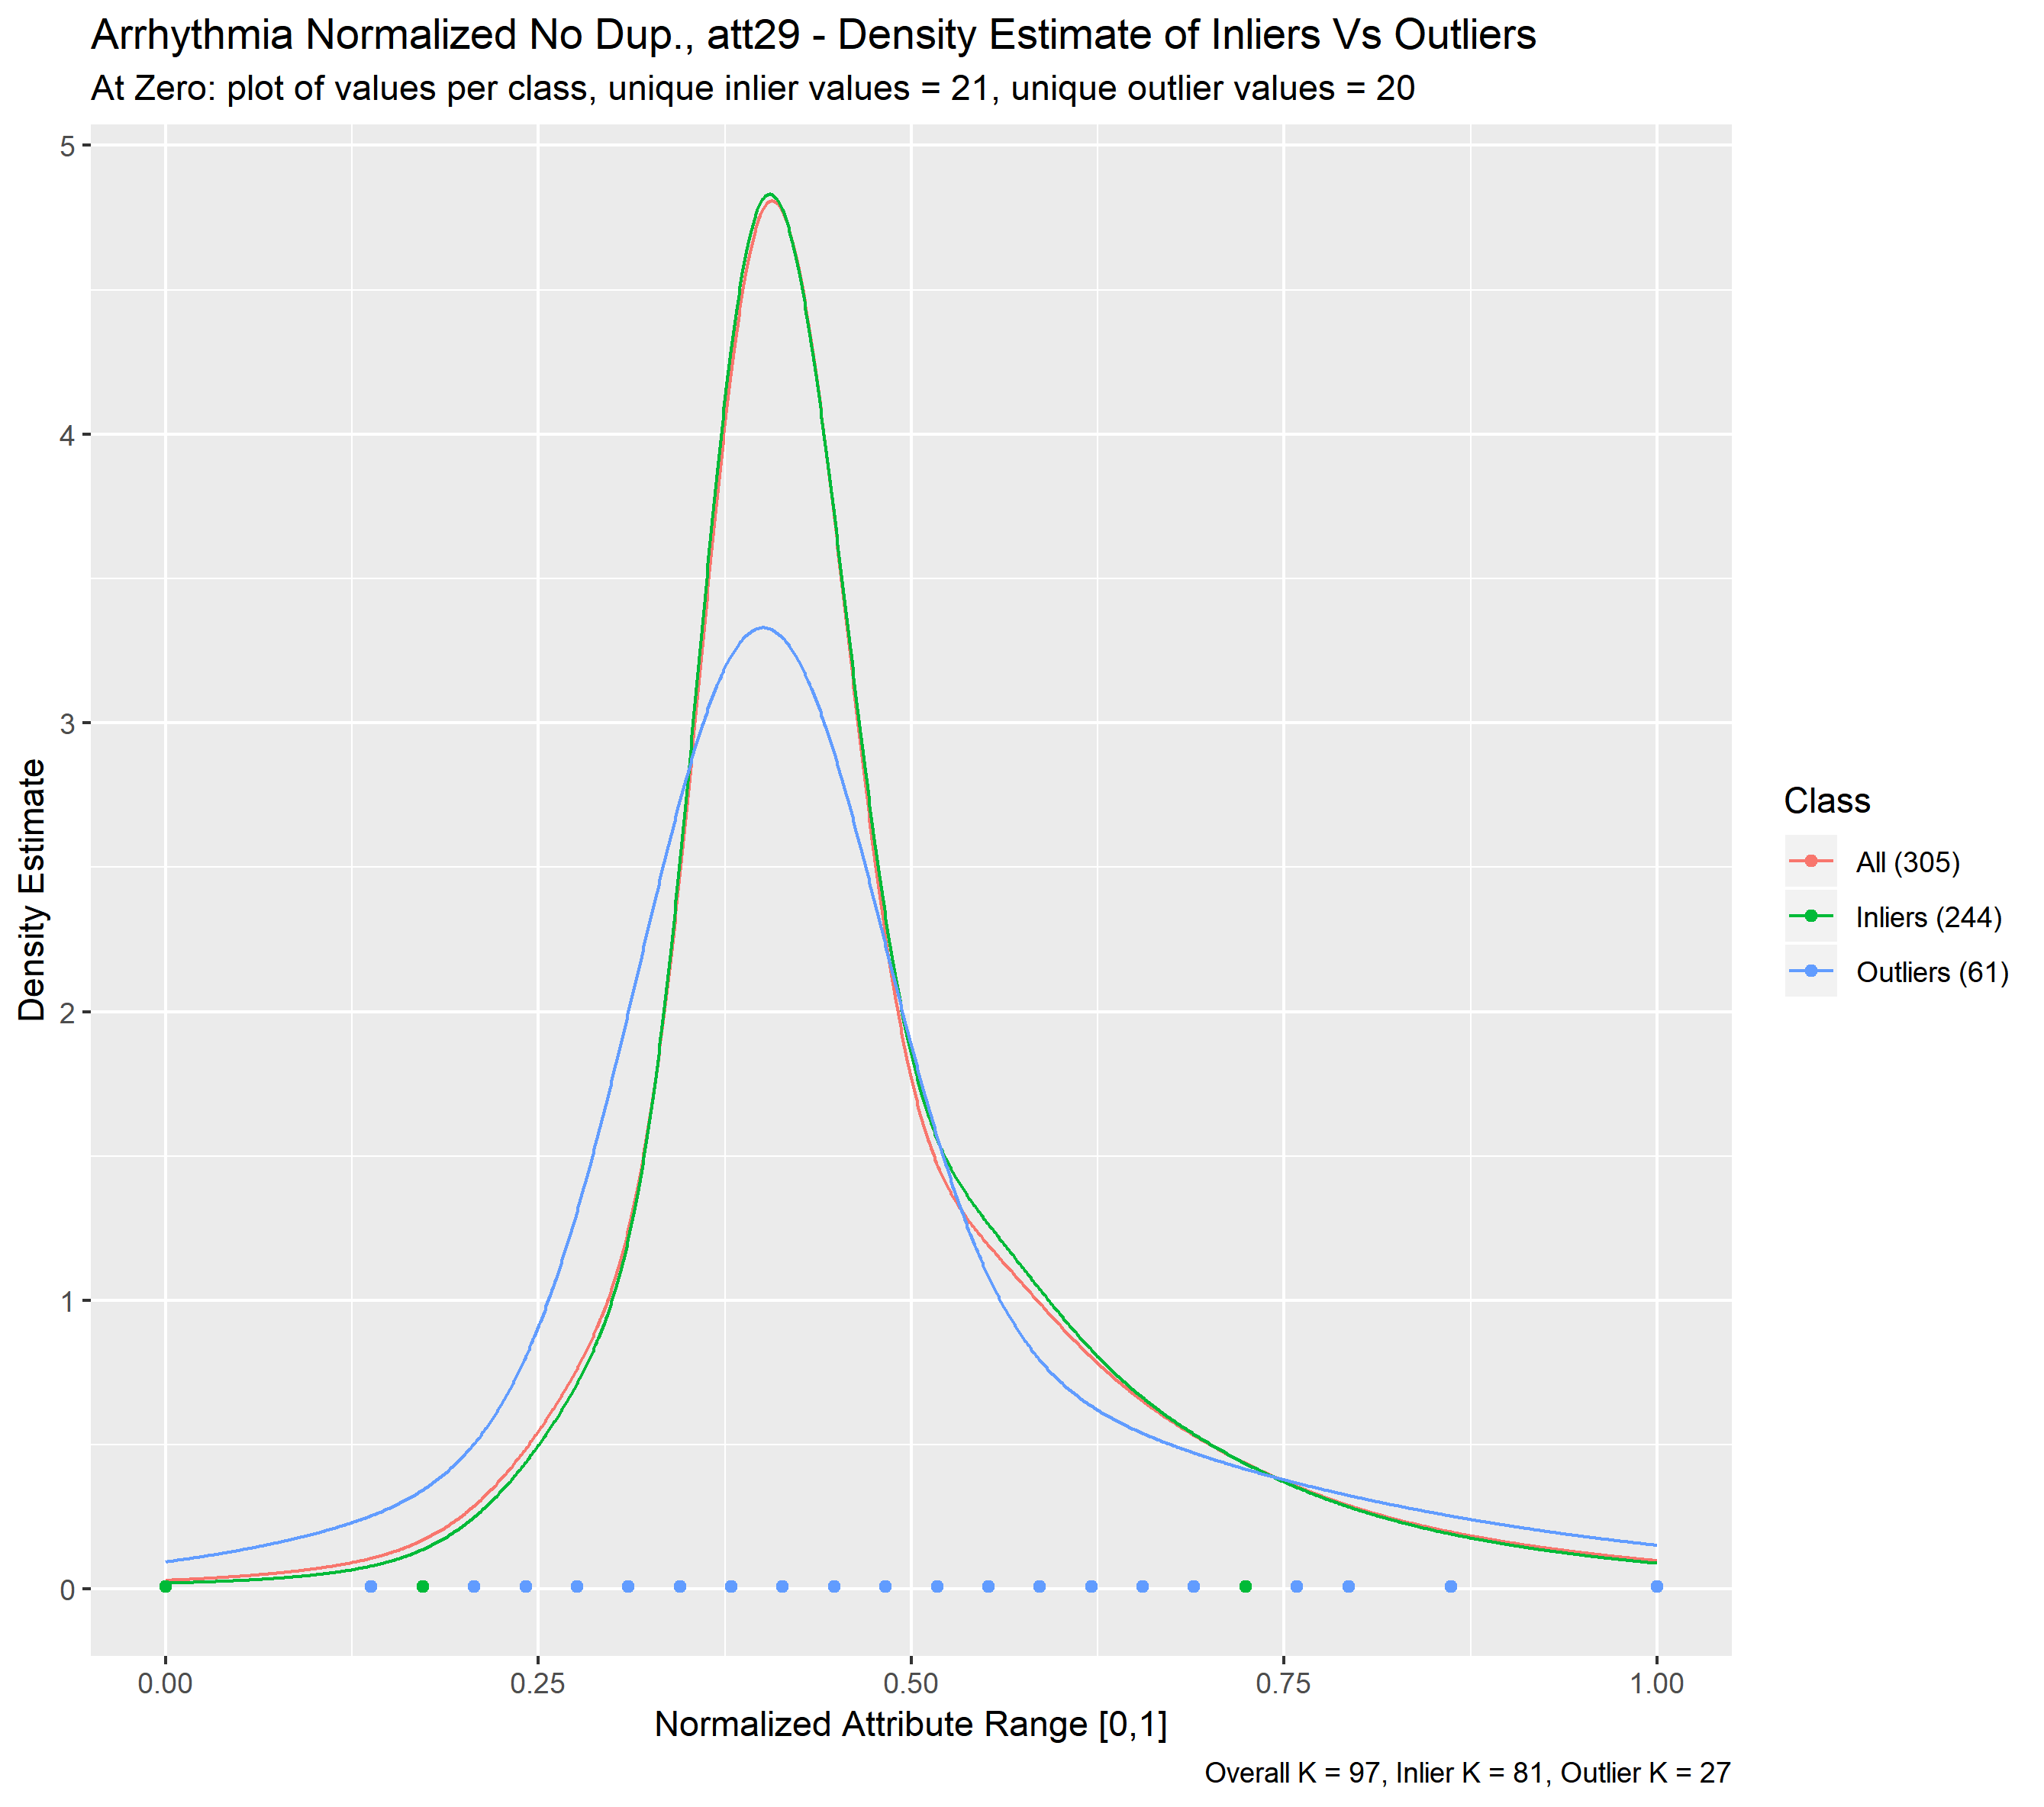 Arrhythmia Normalized No Dup., att29 - Density Estimate of Inliers Vs Outliers
At Zero: plot of values per class, unique inlier values = 21, unique outlier values = 20
5
4
3
2
1
0
Density Estimate
0.00 0.25 0.50 0.75 1.00
Normalized Attribute Range [0,1]
Class
All (305)
Inliers (244)
Outliers (61)
Overall K = 97, Inlier K = 81, Outlier K = 27